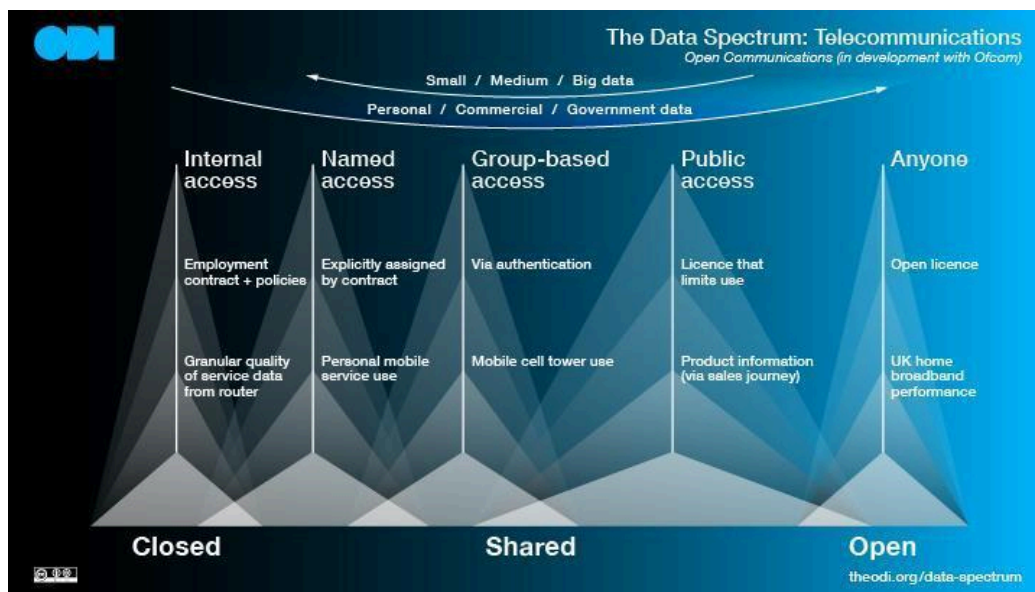 ODI
The Data Spectrum: Telecommunications
Open Communications (in development with Ofcom)
Small / Medium / Big data
Personal / Commercial / Government data
Internal
access
Named
access
Group-based
access
Public
access
Anyone
Employment
contract + policies
Explicitly assigned
by contract
Via authentication
Licence that
limits use
Open licence
Granular quality
of service data
from router
Personal mobile
service use
Mobile cell tower use
Product information
(via sales journey)
UK home
broadband
performance
Closed
Shared
Open
theodi.org/data-spectrum